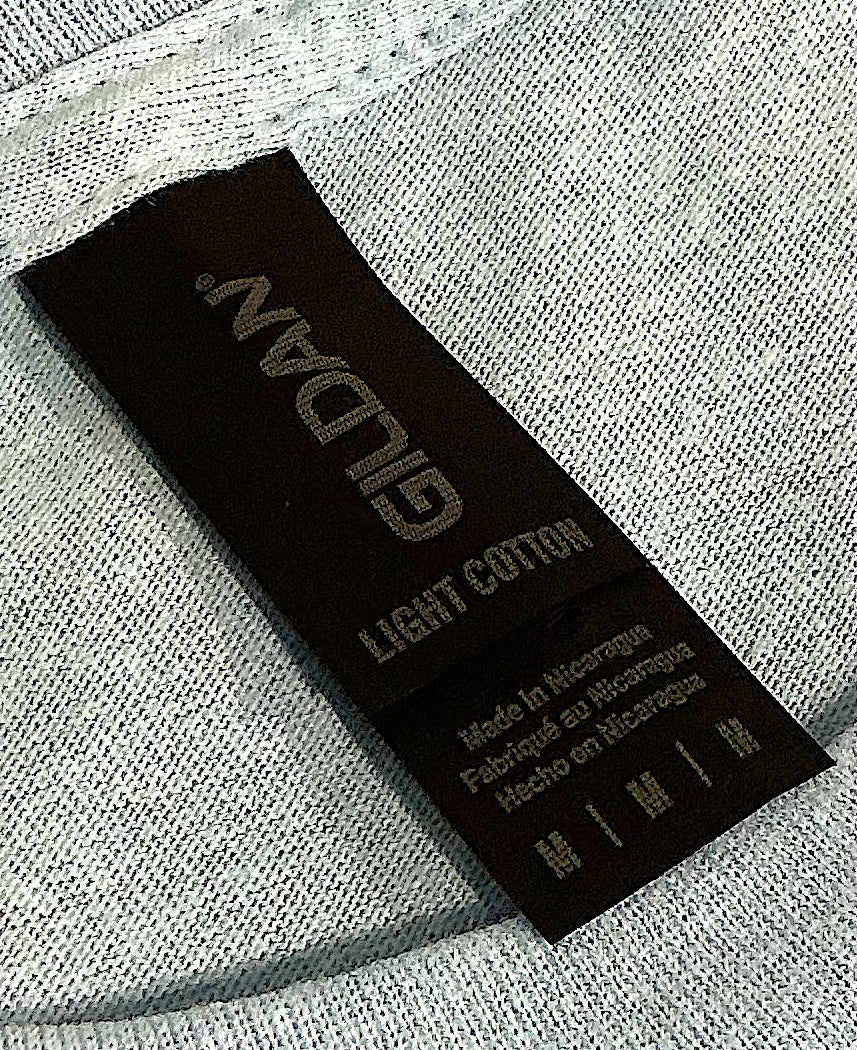 GILDAN®
LIGHT COTTON
Made in Nicaragua
Fabriqué au Nicaragua
Hecho en Nicaragua
M | M | M